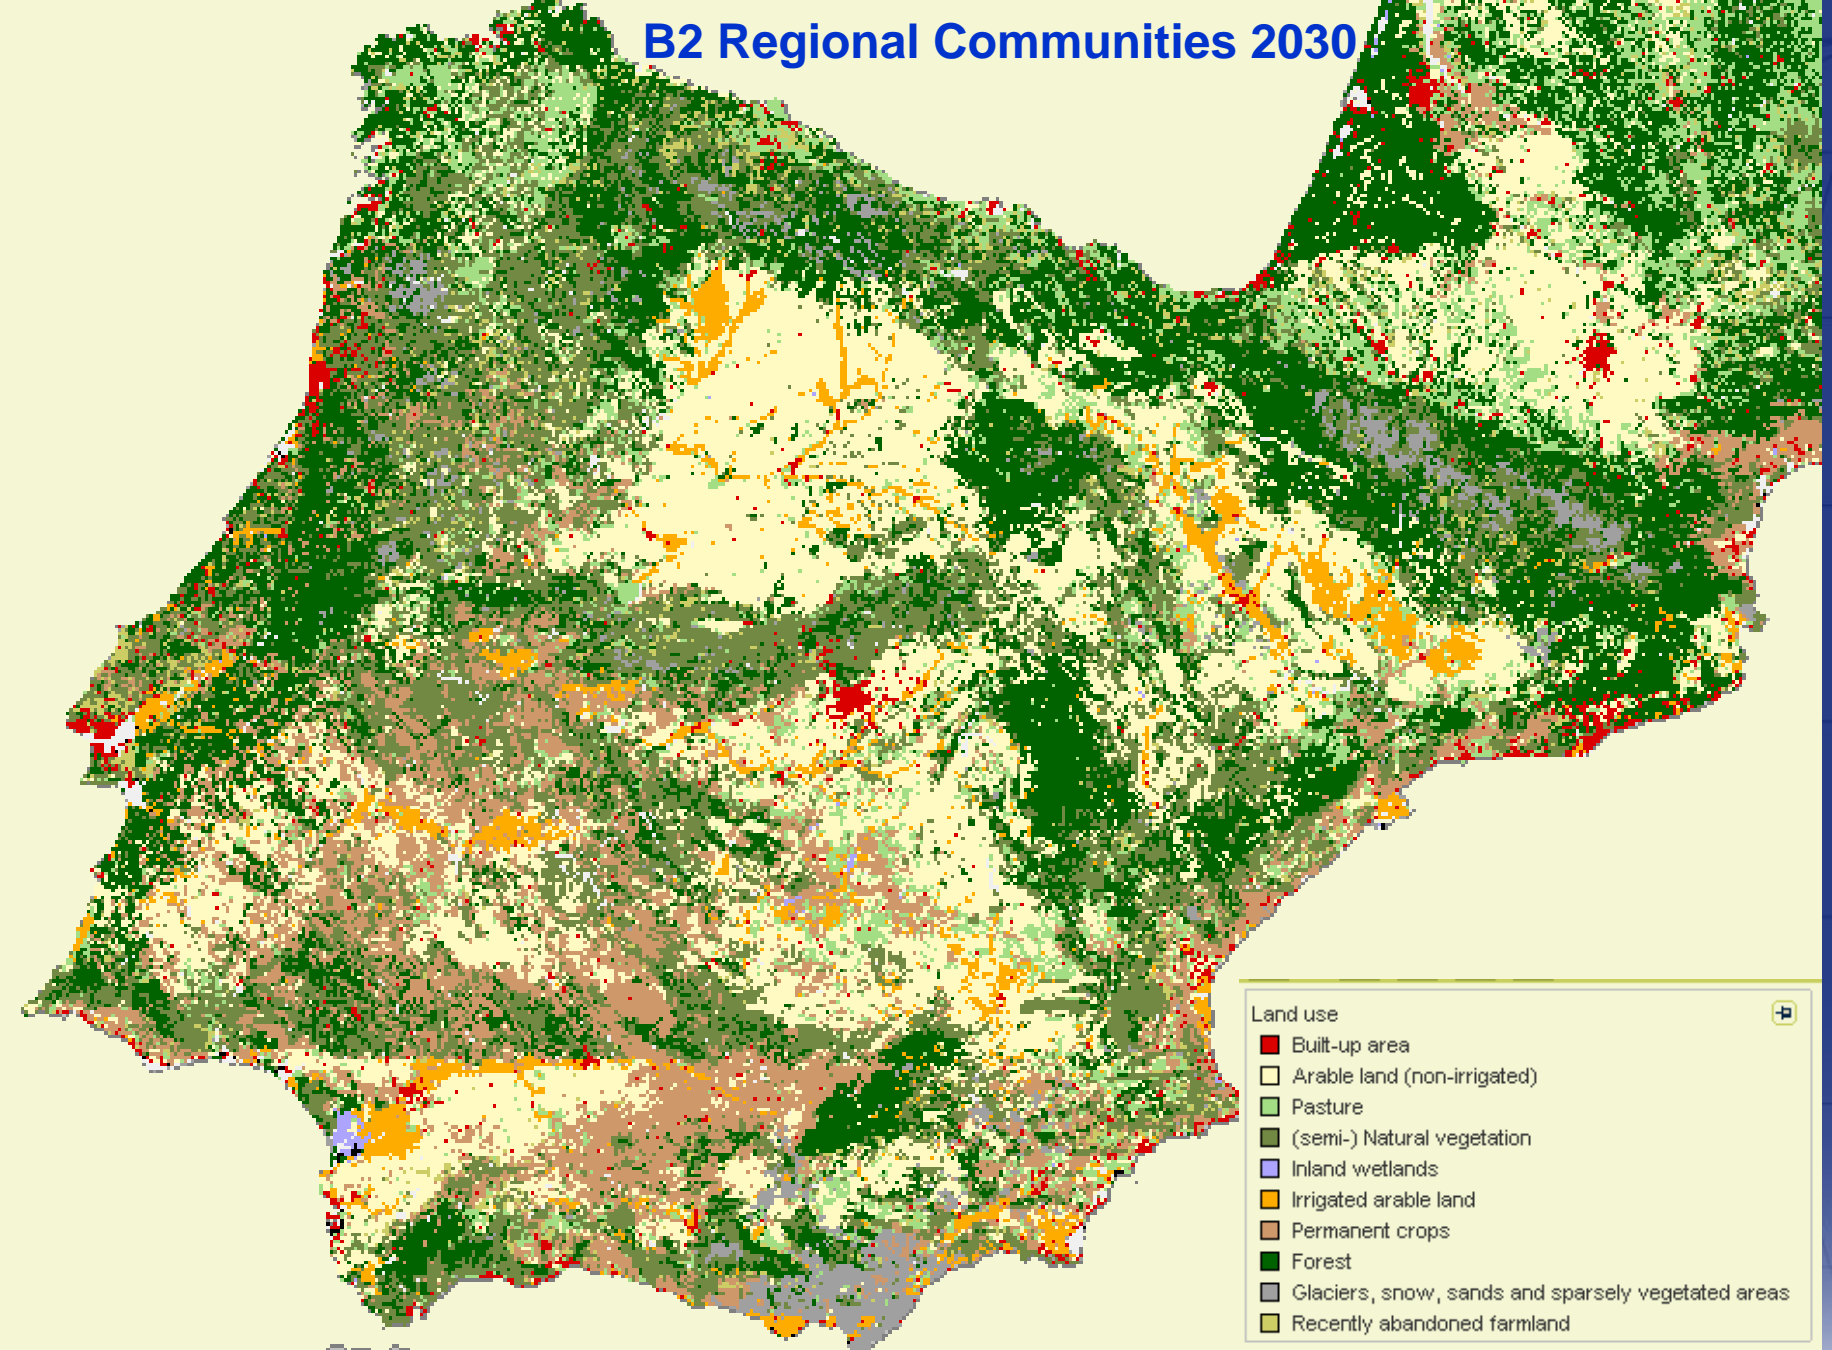 B2 Regional Communities 2030
Land use
Built-up area
Arable land (non-irrigated)
Pasture
(semi-) Natural vegetation
Inland wetlands
Irrigated arable land
Permanent crops
Forest
Glaciers, snow, sands and sparsely vegetated areas
Recently abandoned farmland